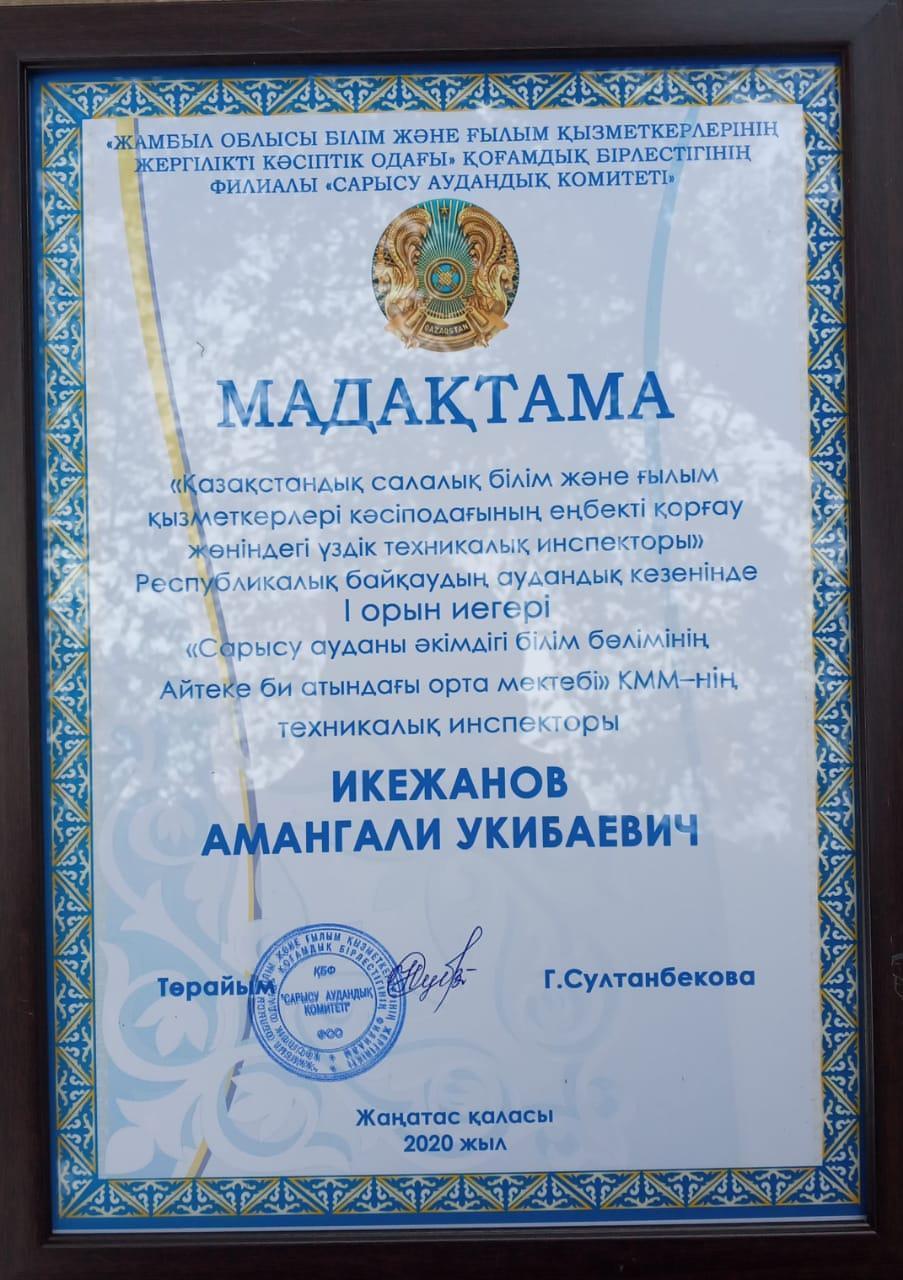 «ЖАМБЫЛ ОБЛЫСЫ БІЛІМ ЖӘНЕ ҒЫЛЫМ ҚЫЗМЕТКЕРЛЕРІНІҢ
ЖЕРГІЛІКТІ КӘСІПТІК ОДАҒЫ» ҚОҒАМДЫҚ БІРЛЕСТІГІНІҢ
ФИЛИАЛЫ «САРЫСУ АУДАНДЫҚ КОМИТЕТІ»
QAZAQSTAN
МАДАҚТАМА
«Қазақстандық салалық білім және ғылым
қызметкерлері кәсіподағының еңбекті қорғау
жөніндегі үздік техникалық инспекторы»
Республикалық байқаудың аудандық кезеңінде
І орын иегері
«Сарысу ауданы әкімдігі білім бөлімінің
Айтеке би атындағы орта мектебі» КММ–нің
техникалық инспекторы
ИКЕЖАНОВ
АМАНГАЛИ УКИБАЕВИЧ
Төрайым
ҚБФ
"САРЫСУ АУДАНДЫҚ
КОМИТЕТІ"
Г.Султанбекова
Жаңатас қаласы
2020 жыл